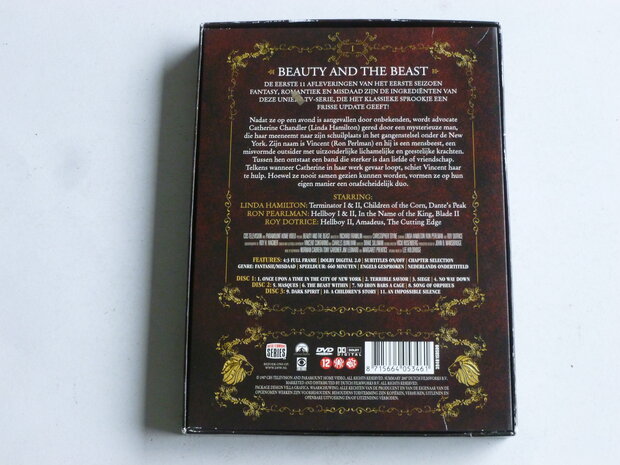 I
BEAUTY AND THE BEAST
DE EERSTE 11 AFLEVERINGEN VAN HET EERSTE SEIZOEN
FANTASY, ROMANTIEK EN MISDAAD ZIJN DE INGREDIËNTEN VAN
DEZE UNIEKE TV-SERIE, DIE HET KLASSIEKE SPROOKJE EEN
FRISSE UPDATE GEEFT!
Nadat ze op een avond is aangevallen door onbekenden, wordt advocate
Catherine Chandler (Linda Hamilton) gered door een mysterieuze man,
die haar meeneemt naar zijn schuilplaats in het gangenstelsel onder de New
York. Zijn naam is Vincent (Ron Perlman) en hij is een mensbeest, een
misvormde outsider met uitzonderlijke lichamelijke en geestelijke krachten.
Tussen hen ontstaat een band die sterker is dan liefde of vriendschap.
Telkens wanneer Catherine in haar werk gevaar loopt, schiet Vincent haar
te hulp. Hoewel ze nooit samen gezien kunnen worden, vormen ze op hun
eigen manier een onafscheidelijk duo.
STARRING:
LINDA HAMILTON: Terminator I & II, Children of the Corn, Dante's Peak
RON PEARLMAN: Hellboy I & II, In the Name of the King, Blade II
ROY DOTRICE: Hellboy II, Amadeus, The Cutting Edge
FEATURES: 4:3 FULL FRAME | DOLBY DIGITAL 2.0 | SUBTITLES ON/OFF | CHAPTER SELECTION
GENRE: FANTASIE/MISDAAD | SPEELDUUR: 660 MINUTEN | ENGELS GESPROKEN | NEDERLANDS ONDERTITELD
DISC 1: 1. ONCE UPON A TIME IN THE CITY OF NEW YORK | 2. TERRIBLE SAVIOR | 3. SIEGE | 4. NO WAY DOWN
DISC 2: 5. MASQUES | 6. THE BEAST WITHIN | 7. NO IRON BARS A CAGE | 8. SONG OF ORPHEUS
DISC 3: 9. DARK SPIRIT | 10. A CHILDREN'S STORY | 11. AN IMPOSSIBLE SILENCE
SERIES
DVD
DOLBY
DIGITAL
CBS
12
8 715664 053461